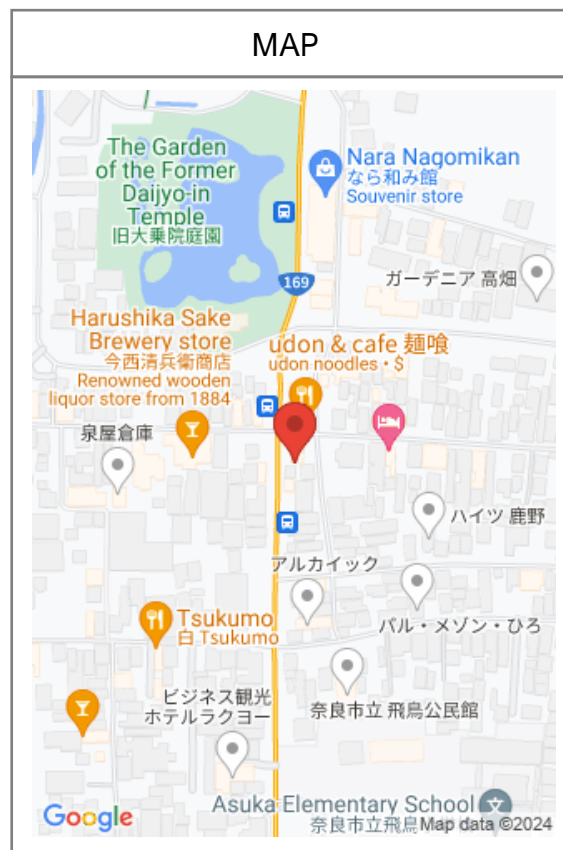 MAP
The Garden
of the Former
Daijyo-in
Temple
旧大乗院庭園
Nara Nagomikan
なら和み館
Souvenir store
169
ガーデニア 高畑
Harushika Sake
Brewery store
今西清兵衛商店
Renowned wooden
liquor store from 1884
udon & cafe 麺喰
udon noodles・$
泉屋倉庫
ハイツ 鹿野
アルカイック
Tsukumo
白 Tsukumo
パル・メゾン・ひろ
ビジネス観光
ホテルラクヨー
奈良市立 飛鳥公民館
Asuka Elementary School
奈良市立飛鳥
Google
Map data ©2024